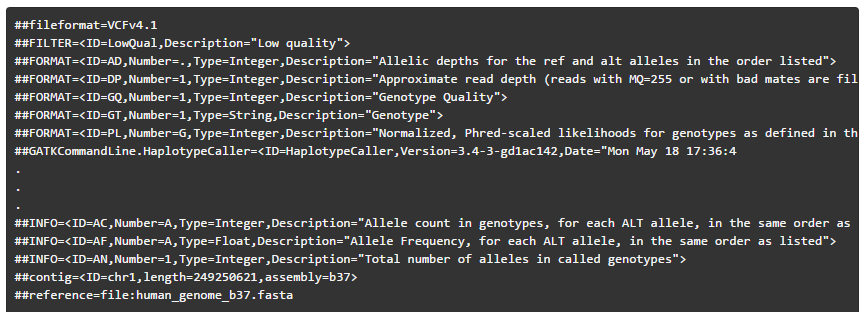 ##fileformat=VCFv4.1
##FILTER=<ID=LowQual,Description="Low quality">
##FORMAT=<ID=AD,Number=.,Type=Integer,Description="Allelic depths for the ref and alt alleles in the order listed">
##FORMAT=<ID=DP,Number=1,Type=Integer,Description="Approximate read depth (reads with MQ=255 or with bad mates are fil
##FORMAT=<ID=GQ,Number=1,Type=Integer,Description="Genotype Quality">
##FORMAT=<ID=GT,Number=1,Type=String,Description="Genotype">
##FORMAT=<ID=PL,Number=G,Type=Integer,Description="Normalized, Phred-scaled likelihoods for genotypes as defined in th
##GATKCommandLine.HaplotypeCaller=<ID=HaplotypeCaller,Version=3.4-3-gd1ac142,Date="Mon May 18 17:36:4
.
.
.
##INFO=<ID=AC,Number=A,Type=Integer,Description="Allele count in genotypes, for each ALT allele, in the same order as
##INFO=<ID=AF,Number=A,Type=Float,Description="Allele Frequency, for each ALT allele, in the same order as listed">
##INFO=<ID=AN,Number=1,Type=Integer,Description="Total number of alleles in called genotypes">
##contig=<ID=chr1,length=249250621,assembly=b37>
##reference=file:human_genome_b37.fasta